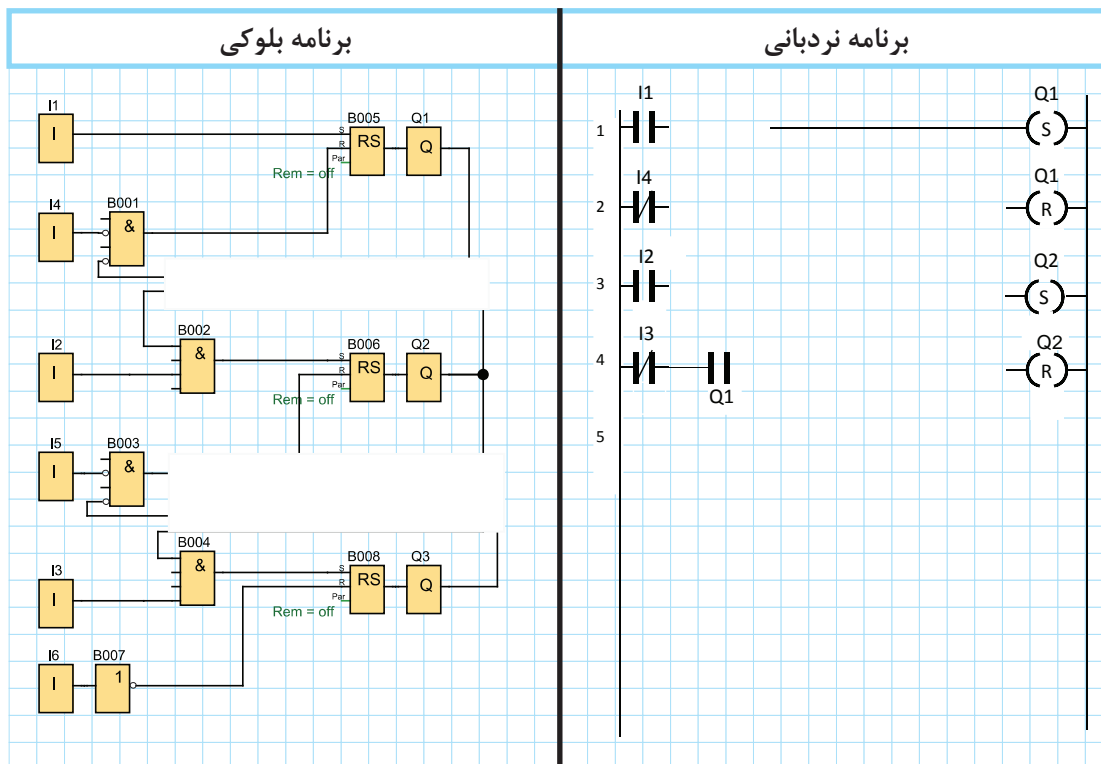 برنامه نردبانی
برنامه بلوکی
I1
I
B005
S
R
Par
RS
Rem = off
Q1
Q
I4
I
B001
&
B002
&
I2
I
B006
S
R
Par
RS
Rem = off
Q2
Q
I5
I
B003
&
B004
&
I3
I
B008
S
R
Par
RS
Rem = off
Q3
Q
I6
I
B007
1
1
I1
Q1
S
2
I4
Q1
R
3
I2
Q2
S
4
I3
Q1
Q2
R
5